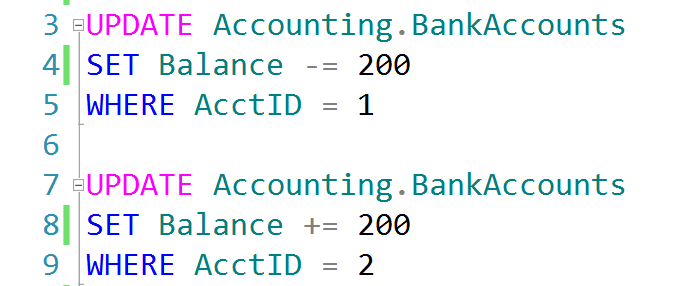 3 UPDATE Accounting.BankAccounts
4 SET Balance -= 200
5 WHERE AcctID = 1
6
7 UPDATE Accounting.BankAccounts
8 SET Balance += 200
9 WHERE AcctID = 2